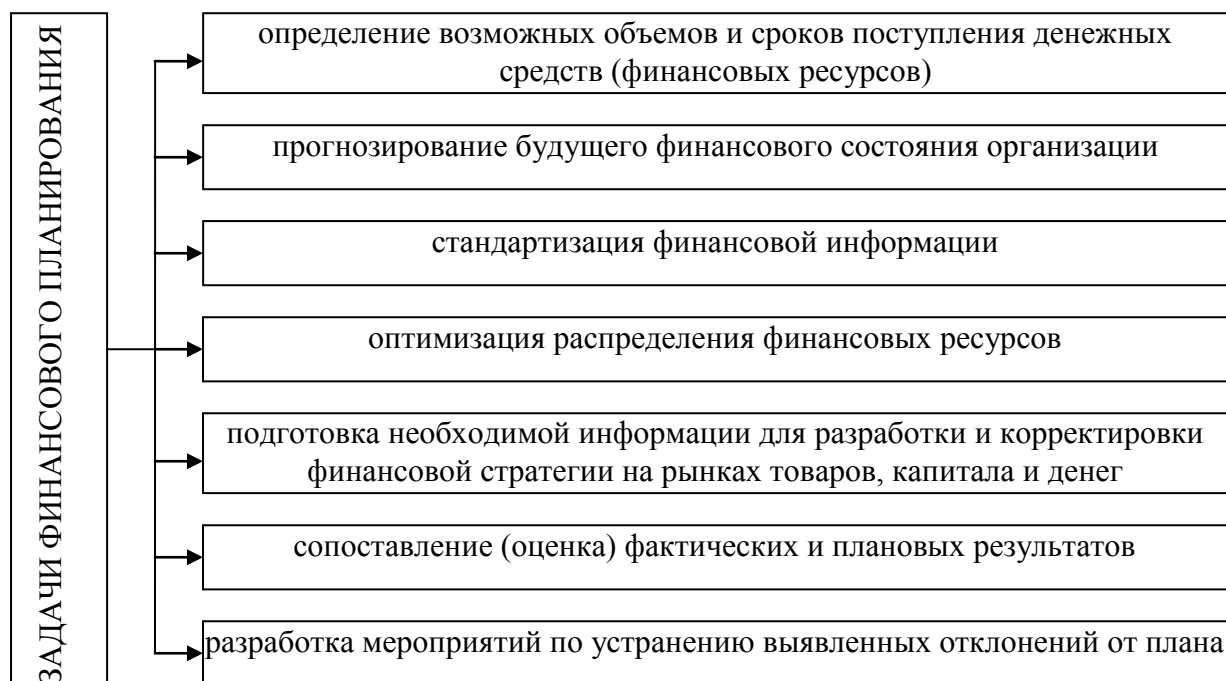 ЗАДАЧИ ФИНАНСОВОГО ПЛАНИРОВАНИЯ
определение возможных объемов и сроков поступления денежных
средств (финансовых ресурсов)
прогнозирование будущего финансового состояния организации
стандартизация финансовой информации
оптимизация распределения финансовых ресурсов
подготовка необходимой информации для разработки и корректировки
финансовой стратегии на рынках товаров, капитала и денег
сопоставление (оценка) фактических и плановых результатов
разработка мероприятий по устранению выявленных отклонений от плана